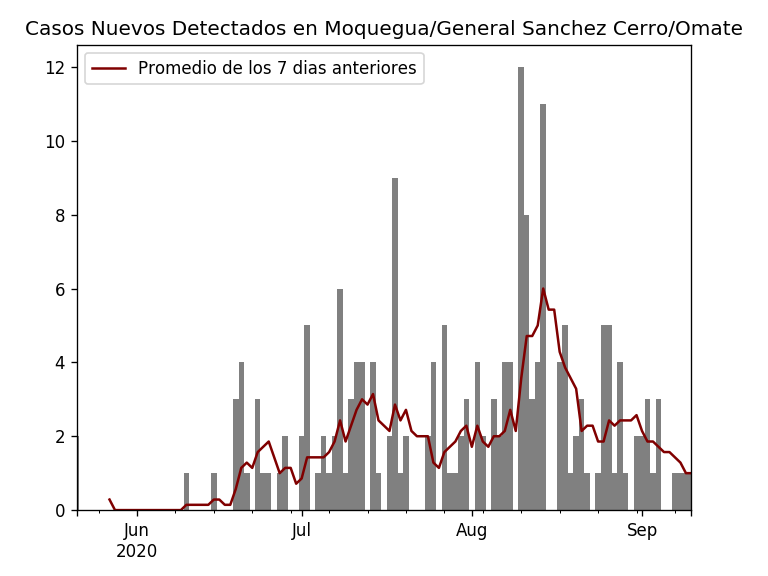 Casos Nuevos Detectados en Moquegua/General Sanchez Cerro/Omate
Promedio de los 7 dias anteriores
12
10
8
6
4
2
0
Jun
2020
Jul
Aug
Sep